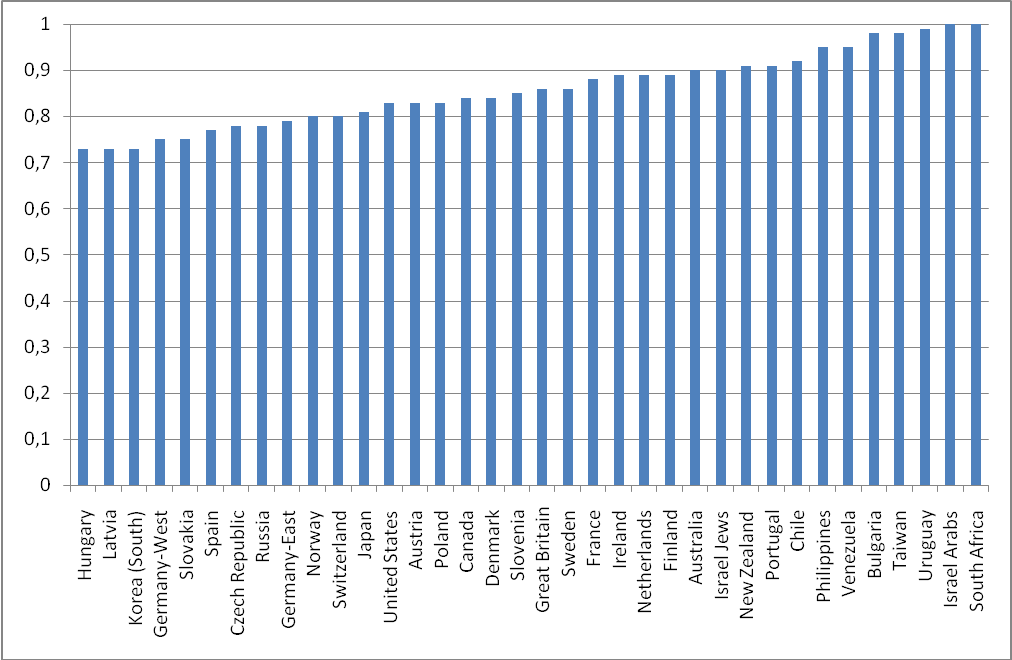 1
0,9
0,8
0,7
0,6
0,5
0,4
0,3
0,2
0,1
0
Hungary
Latvia
Korea (South)
Germany-West
Slovakia
Spain
Czech Republic
Russia
Germany-East
Norway
Switzerland
Japan
United States
Austria
Poland
Canada
Denmark
Slovenia
Great Britain
Sweden
France
Ireland
Netherlands
Finland
Australia
Israel Jews
New Zealand
Portugal
Chile
Philippines
Venezuela
Bulgaria
Taiwan
Uruguay
Israel Arabs
South Africa